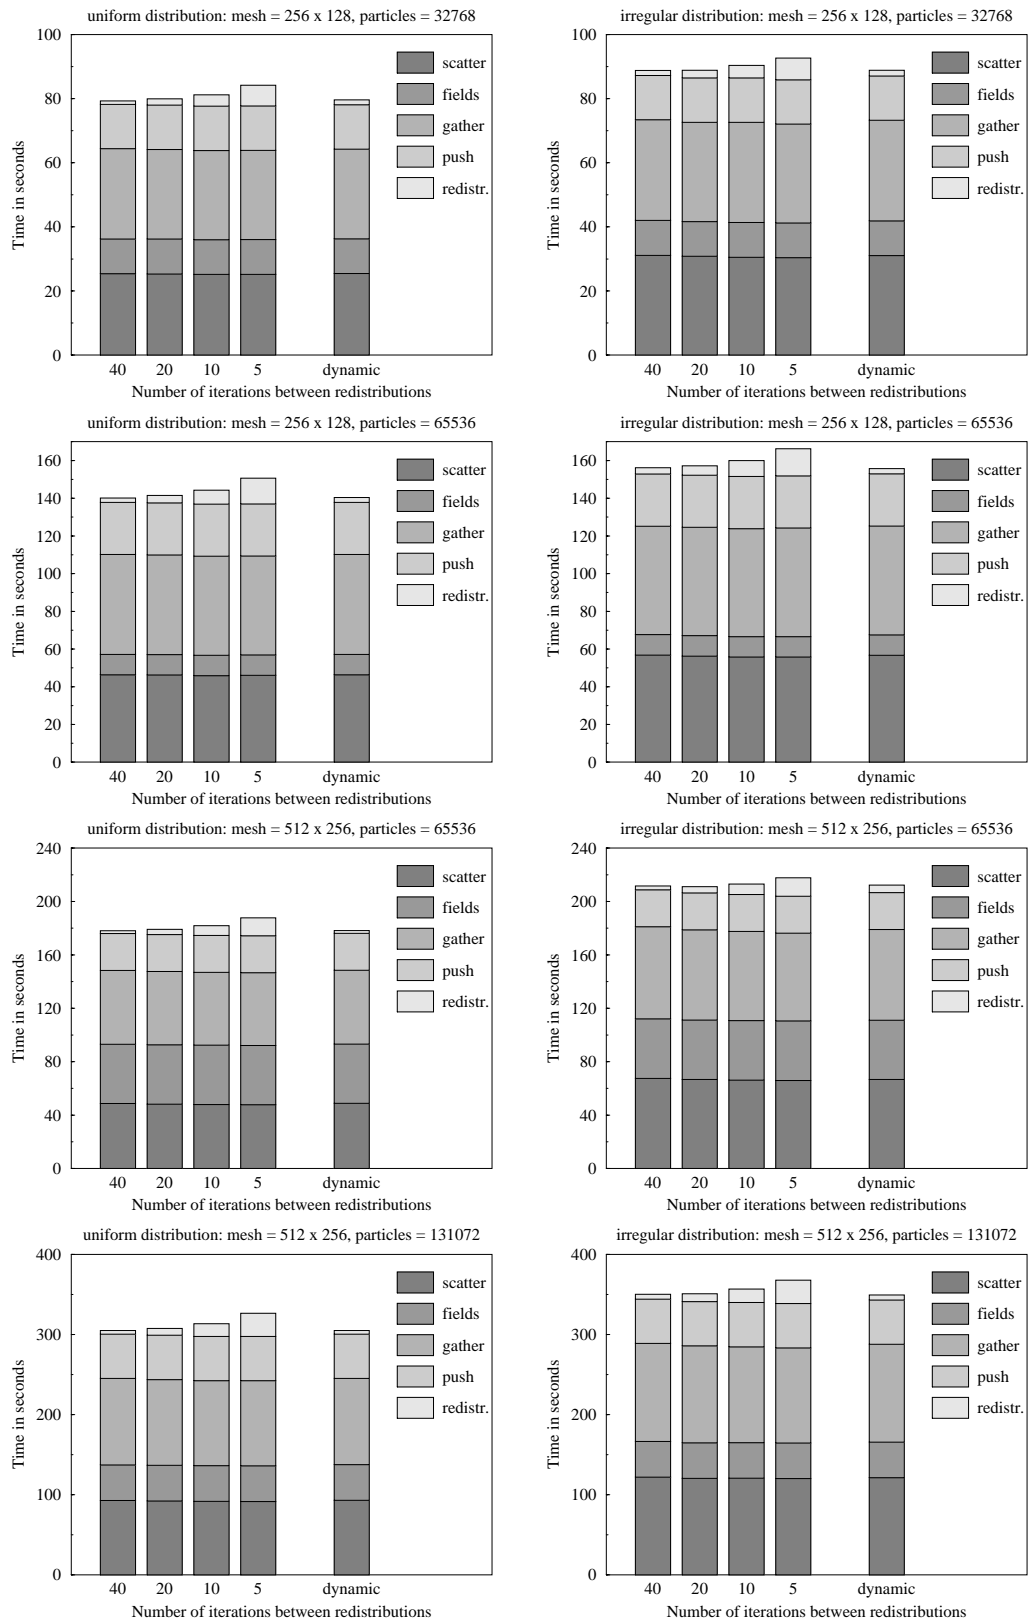 uniform distribution: mesh = 256 x 128, particles = 32768
100
80
60
40
20
0
Time in seconds
scatter
fields
gather
push
redistr.
40 20 10 5 dynamic
Number of iterations between redistributions
irregular distribution: mesh = 256 x 128, particles = 32768
100
80
60
40
20
0
Time in seconds
scatter
fields
gather
push
redistr.
40 20 10 5 dynamic
Number of iterations between redistributions
uniform distribution: mesh = 256 x 128, particles = 65536
160
140
120
100
80
60
40
20
0
Time in seconds
scatter
fields
gather
push
redistr.
40 20 10 5 dynamic
Number of iterations between redistributions
irregular distribution: mesh = 256 x 128, particles = 65536
160
140
120
100
80
60
40
20
0
Time in seconds
scatter
fields
gather
push
redistr.
40 20 10 5 dynamic
Number of iterations between redistributions
uniform distribution: mesh = 512 x 256, particles = 65536
240
200
160
120
80
40
0
Time in seconds
scatter
fields
gather
push
redistr.
40 20 10 5 dynamic
Number of iterations between redistributions
irregular distribution: mesh = 512 x 256, particles = 65536
240
200
160
120
80
40
0
Time in seconds
scatter
fields
gather
push
redistr.
40 20 10 5 dynamic
Number of iterations between redistributions
uniform distribution: mesh = 512 x 256, particles = 131072
400
300
200
100
0
Time in seconds
scatter
fields
gather
push
redistr.
40 20 10 5 dynamic
Number of iterations between redistributions
irregular distribution: mesh = 512 x 256, particles = 131072
400
300
200
100
0
Time in seconds
scatter
fields
gather
push
redistr.
40 20 10 5 dynamic
Number of iterations between redistributions